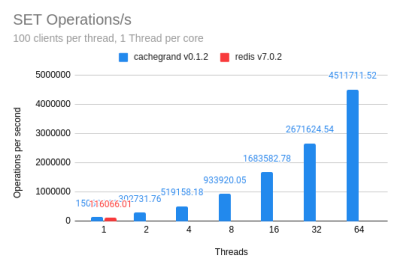 SET Operations/s
100 clients per thread, 1 Thread per core
cachegrand v0.1.2 redis v7.0.2
5000000
4511711.52
4000000
3000000
2671624.54
2000000
1683582.78
1000000
933920.05
519158.18
302731.76
116066.01
0
1 2 4 8 16 32 64
Operations per second
Threads